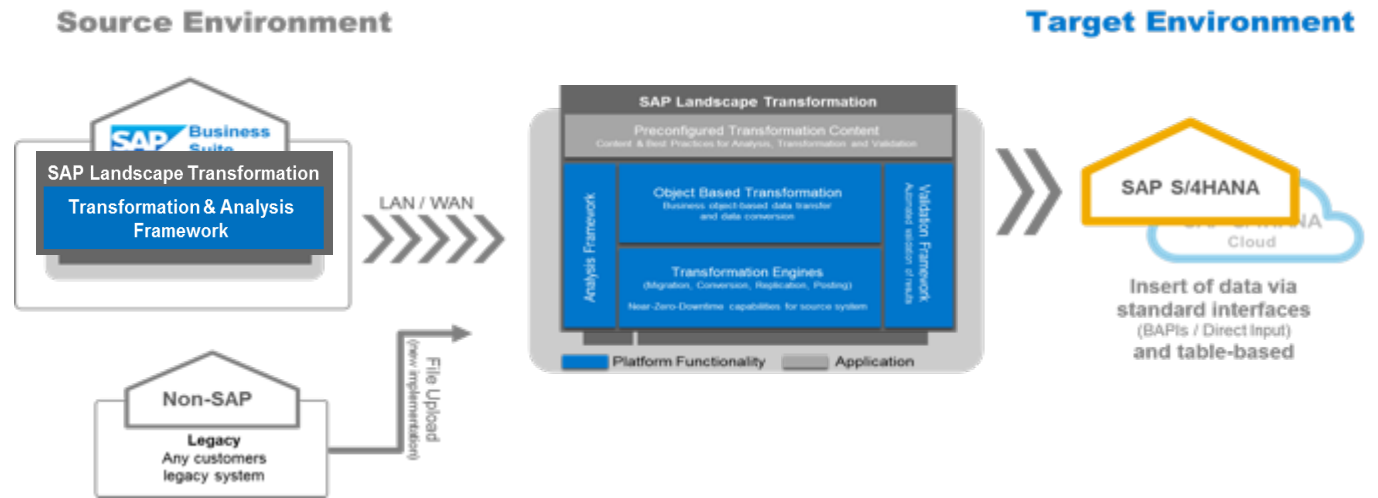 Source Environment
Target Environment
SAP Business
Suite
SAP Landscape Transformation
Transformation & Analysis
Framework
LAN / WAN
SAP Landscape Transformation
Preconfigured Transformation Content
Content & Best Practices for Analysis, Transformation and Validation
Analysis Framework
Object Based Transformation
Business object-based data transfer
and data conversion
Transformation Engines
(Migration, Conversion, Replication, Posting)
Near-Zero-Downtime capabilities for source system
Validation Framework
Automated validation of results
Platform Functionality
Application
SAP S/4HANA
Cloud
Insert of data via
standard interfaces
(BAPIs / Direct Input)
and table-based
Non-SAP
Legacy
Any customers
legacy system
File Upload
(new implementation)